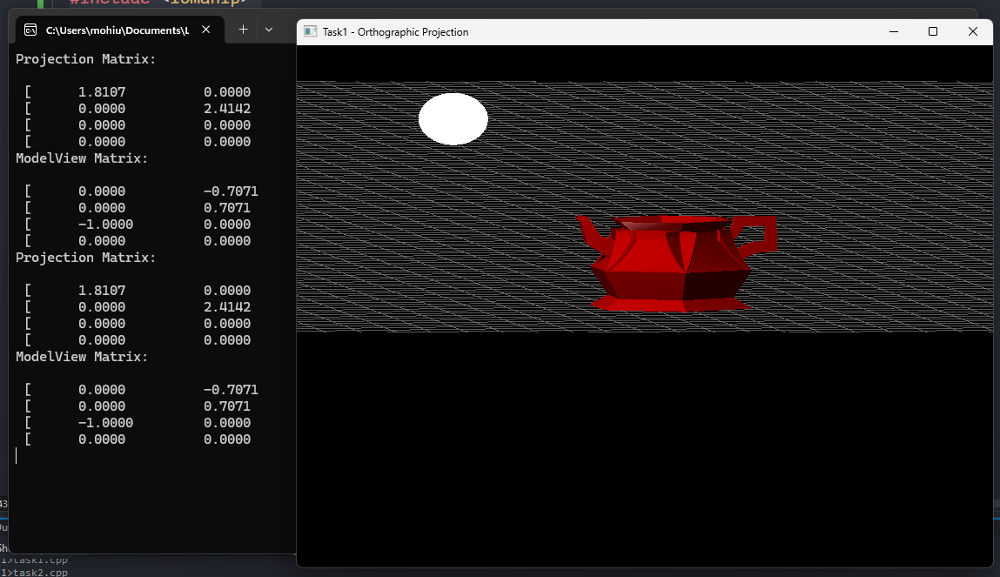 #include <iomanip>
C:\Users\mohiu\Documents\L
Task1 - Orthographic Projection
Projection Matrix:
[ 1.8107 0.0000
[ 0.0000 2.4142
[ 0.0000 0.0000
[ 0.0000 0.0000
ModelView Matrix:
[ 0.0000 -0.7071
[ 0.0000 0.7071
[ -1.0000 0.0000
[ 0.0000 0.0000
Projection Matrix:
[ 1.8107 0.0000
[ 0.0000 2.4142
[ 0.0000 0.0000
[ 0.0000 0.0000
ModelView Matrix:
[ 0.0000 -0.7071
[ 0.0000 0.7071
[ -1.0000 0.0000
[ 0.0000 0.0000
43
1>task1.cpp
1>task2.cpp